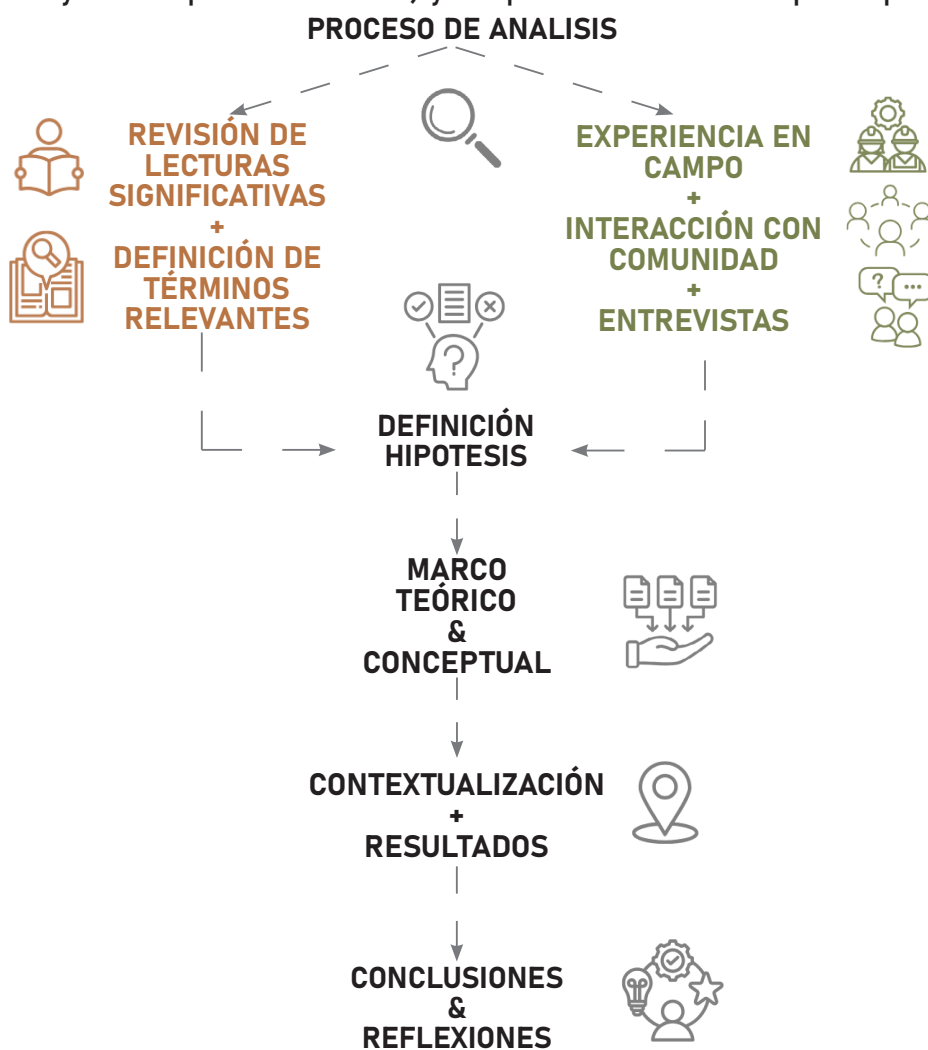 PROCESO DE ANALISIS
REVISIÓN DE
LECTURAS
SIGNIFICATIVAS
+
DEFINICIÓN DE
TÉRMINOS
RELEVANTES
EXPERIENCIA EN
CAMPO
+
INTERACCIÓN CON
COMUNIDAD
+
ENTREVISTAS
DEFINICIÓN
HIPOTESIS
MARCO
TEÓRICO
&
CONCEPTUAL
CONTEXTUALIZACIÓN
+
RESULTADOS
CONCLUSIONES
&
REFLEXIONES